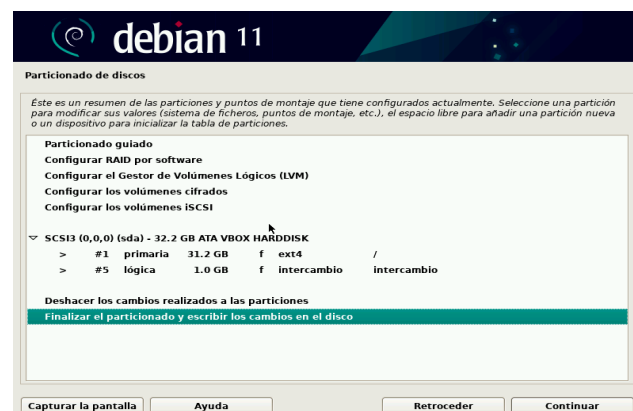 debian 11
Particionado de discos
Éste es un resumen de las particiones y puntos de montaje que tiene configurados actualmente. Seleccione una partición
para modificar sus valores (sistema de ficheros, puntos de montaje, etc.), el espacio libre para añadir una partición nueva
o un dispositivo para inicializar la tabla de particiones.
Particionado guiado
Configurar RAID por software
Configurar el Gestor de Volúmenes Lógicos (LVM)
Configurar los volúmenes cifrados
Configurar los volúmenes iSCSI
SCSI3 (0,0,0) (sda) - 32.2 GB ATA VBOX HARDDISK
> #1 primaria 31.2 GB f ext4 /
> #5 lógica 1.0 GB f intercambio intercambio
Deshacer los cambios realizados a las particiones
Finalizar el particionado y escribir los cambios en el disco
Capturar la pantalla Ayuda Retroceder Continuar